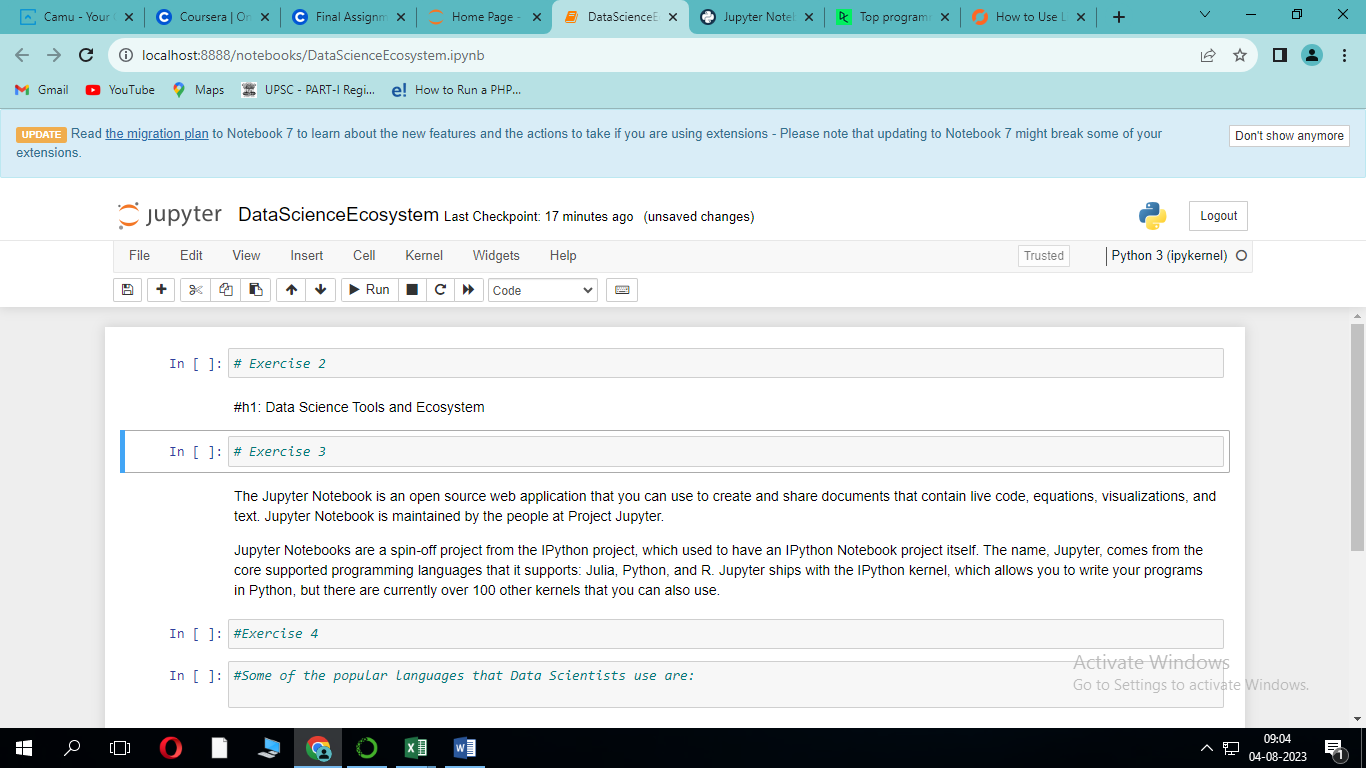 Camu - Your
Coursera | On
Final Assignm
Home Page -
DataScienceE
Jupyter Notel
Top program
How to Use L
localhost:8888/notebooks/DataScienceEcosystem.ipynb
Gmail
YouTube
Maps
UPSC - PART-I Regi...
e! How to Run a PHP...
UPDATE Read the migration plan to Notebook 7 to learn about the new features and the actions to take if you are using extensions - Please note that updating to Notebook 7 might break some of your
extensions.
Don't show anymore
jupyter DataScienceEcosystem Last Checkpoint: 17 minutes ago (unsaved changes)
Logout
File Edit View Insert Cell Kernel Widgets Help
Trusted
Python 3 (ipykernel)
Run
Code
In [ ]: # Exercise 2
#h1: Data Science Tools and Ecosystem
In [ ]: # Exercise 3
The Jupyter Notebook is an open source web application that you can use to create and share documents that contain live code, equations, visualizations, and
text. Jupyter Notebook is maintained by the people at Project Jupyter.
Jupyter Notebooks are a spin-off project from the IPython project, which used to have an IPython Notebook project itself. The name, Jupyter, comes from the
core supported programming languages that it supports: Julia, Python, and R. Jupyter ships with the IPython kernel, which allows you to write your programs
in Python, but there are currently over 100 other kernels that you can also use.
In [ ]: #Exercise 4
In [ ]: #Some of the popular languages that Data Scientists use are:
Activate Windows
Go to Settings to activate Windows.
09:04
04-08-2023
1